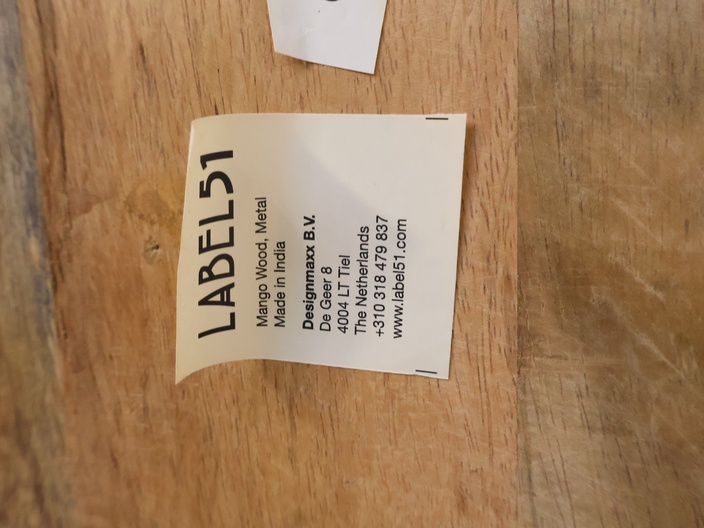 LABEL51
Mango Wood, Metal
Made in India
Designmaxx B.V.
De Geer 8
4004 LT Tiel
The Netherlands
+310 318 479 837
www.label51.com